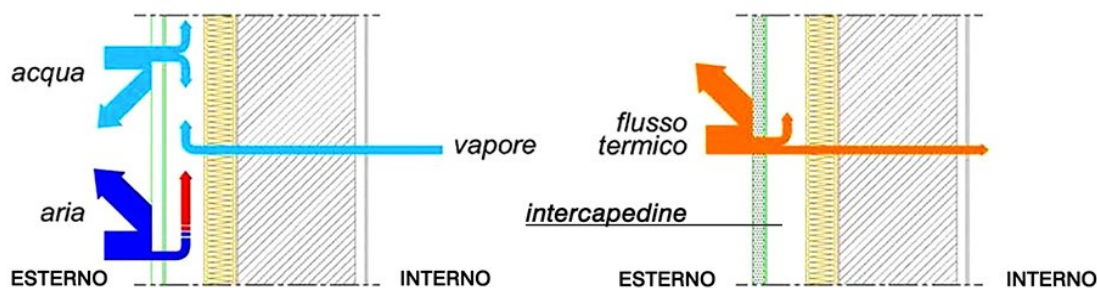 acqua
vapore
aria
ESTERNO
INTERNO
flusso
termico
intercapedine
ESTERNO
INTERNO